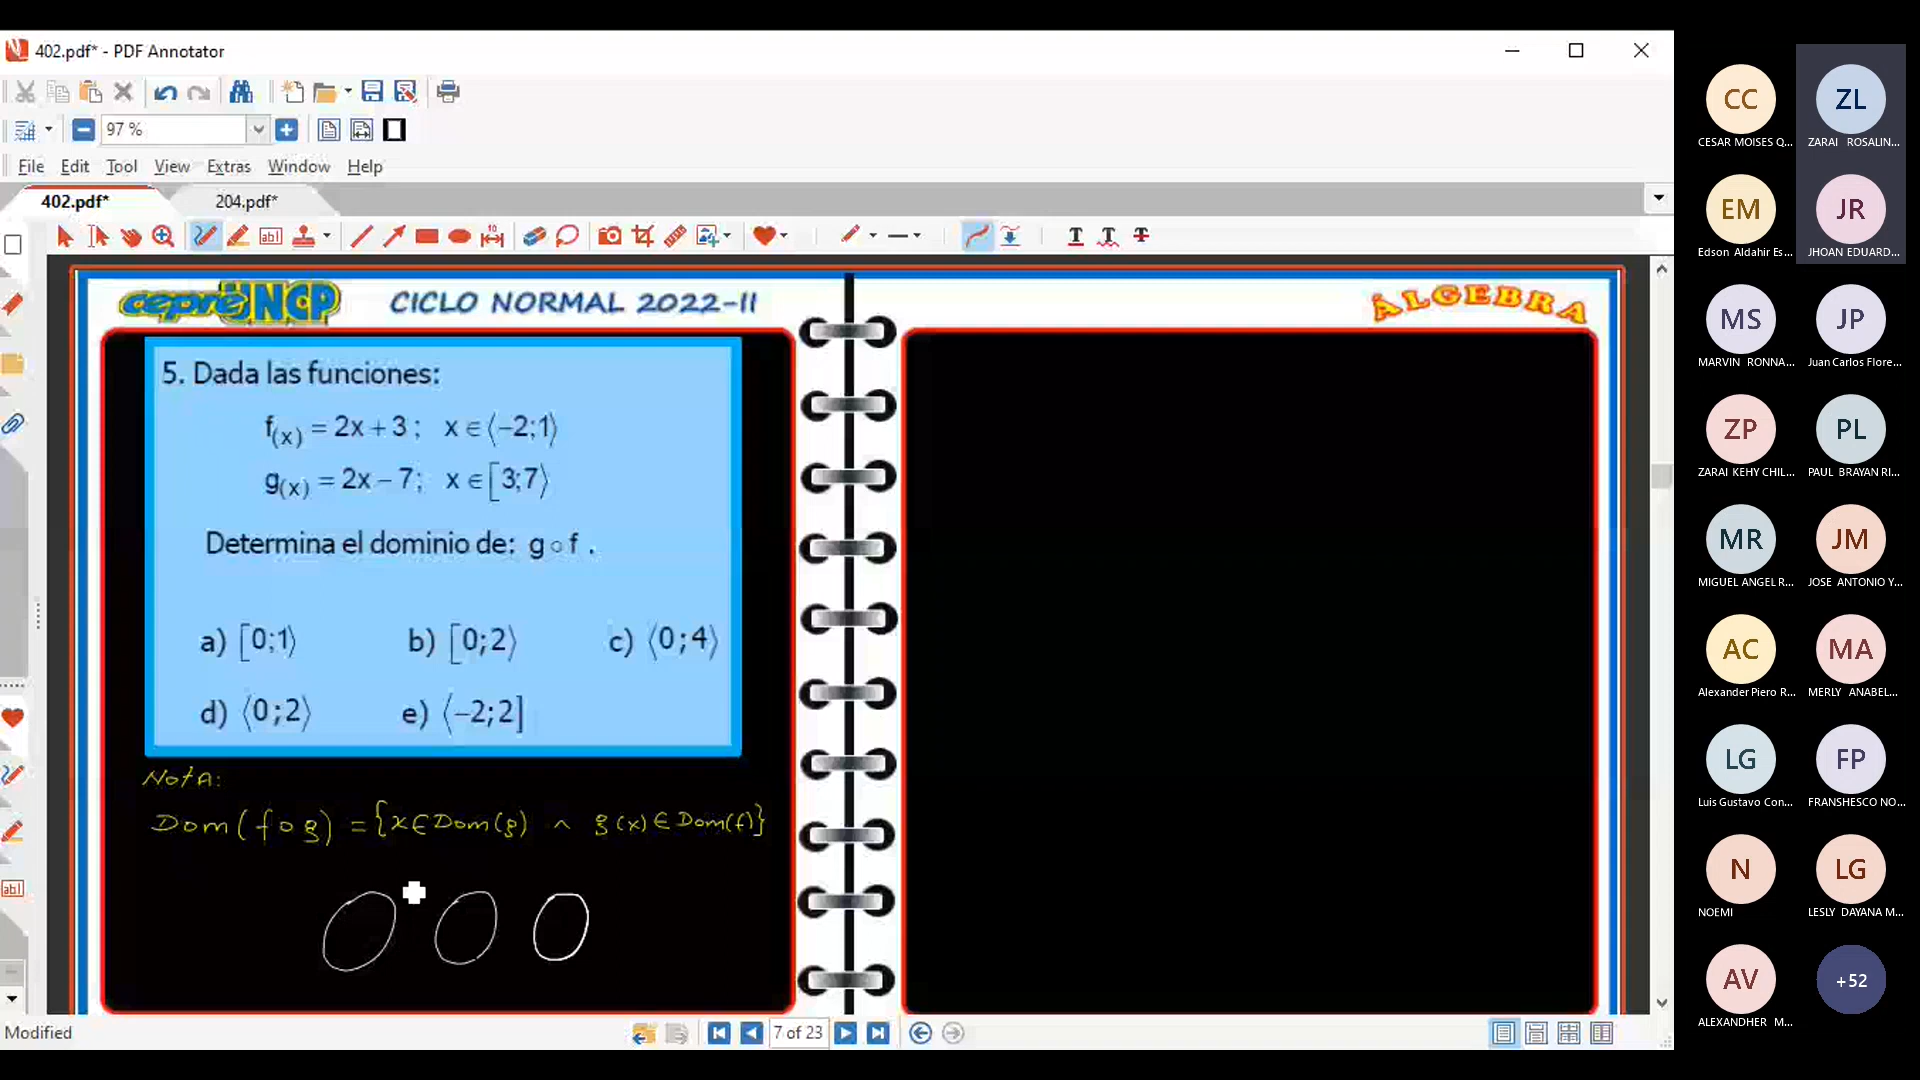 402.pdf* - PDF Annotator
97 %
File Edit Tool View Extras Window Help
402.pdf* 204.pdf*
cepreUNCP CICLO NORMAL 2022-II ÁLGEBRA
5. Dada las funciones:
f(x) = 2x + 3 ; x ∈ ⟨−2;1⟩
g(x) = 2x − 7 ; x ∈ [3;7⟩
Determina el dominio de: g∘f .
a) [0;1⟩ b) [0;2⟩ c) ⟨0;4⟩
d) ⟨0;2⟩ e) ⟨−2;2]
Nota:
Dom(f o g) = {x ∈ Dom(g) ∧ g(x) ∈ Dom(f)}
Modified 7 of 23
CC ZL
CESAR MOISES Q... ZARAI ROSALIN...
EM JR
Edson Aldahir Es... JHOAN EDUARD...
MS JP
MARVIN RONNA... Juan Carlos Flore...
ZP PL
ZARAI KEHY CHIL... PAUL BRAYAN RI...
MR JM
MIGUEL ANGEL R... JOSE ANTONIO Y...
AC MA
Alexander Piero R... MERLY ANABEL...
LG FP
Luis Gustavo Con... FRANSHESCO NO...
N LG
NOEMI LESLY DAYANA M...
AV +52
ALEXANDHER M...